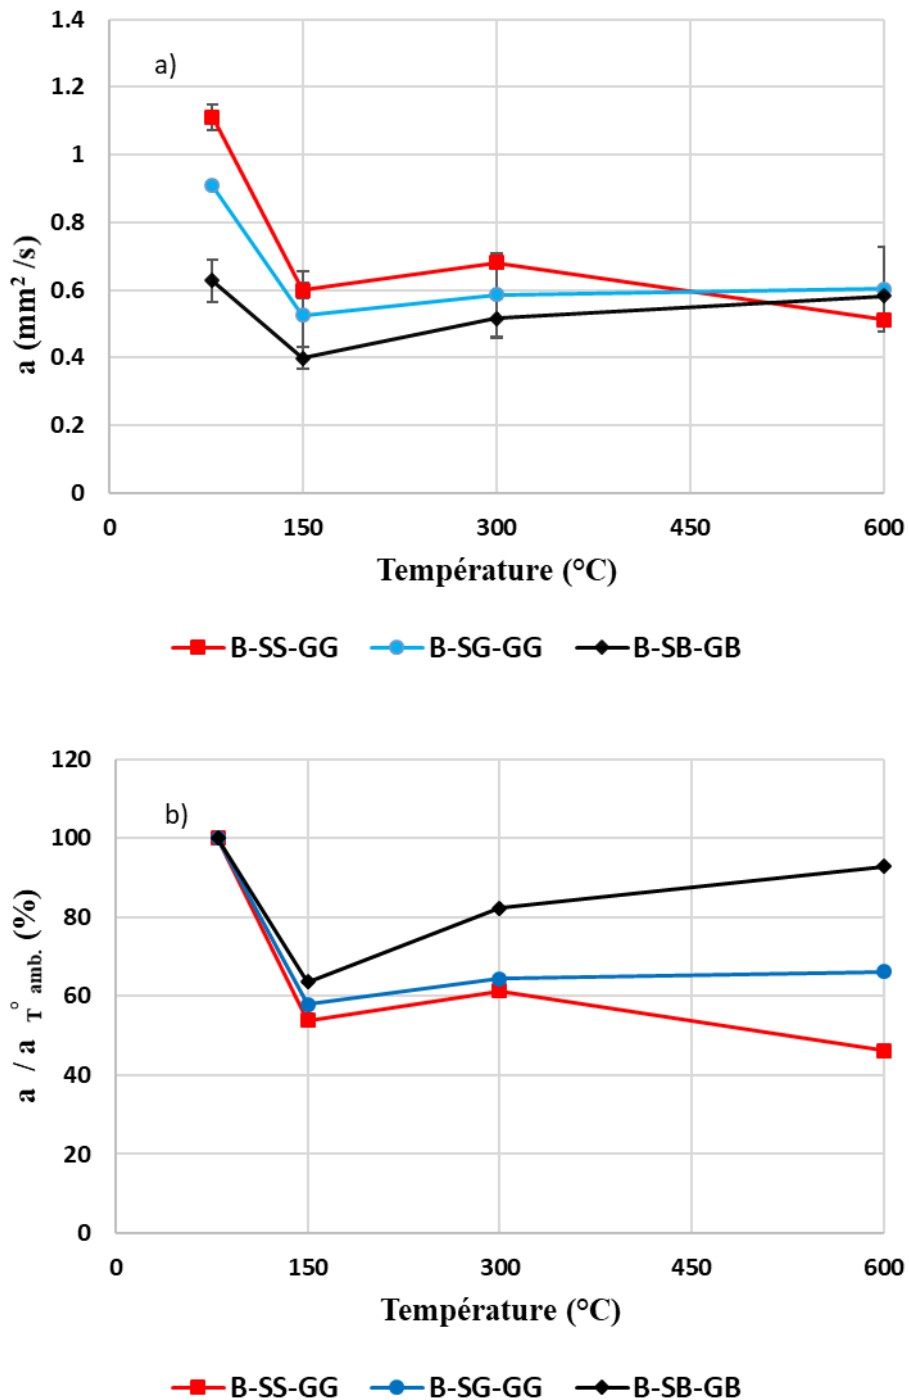 1.4
a)
1.2
1
0.8
0.6
0.4
0.2
0
a (mm² /s)
0 150 300 450 600
Température (°C)
B-SS-GG B-SG-GG B-SB-GB
120
b)
100
80
60
40
20
0
a / a T° amb. (%)
0 150 300 450 600
Température (°C)
B-SS-GG B-SG-GG B-SB-GB